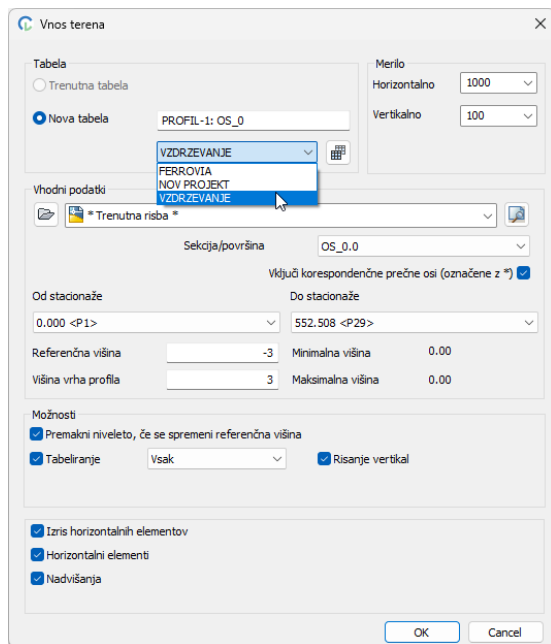 Vnos terena
Tabela
Trenutna tabela
Nova tabela
PROFIL-1: OS_0
VZDRZEVANJE
FERROVIA
NOV PROJEKT
VZDRZEVANJE
Merilo
Horizontalno
1000
Vertikalno
100
Vhodni podatki
* Trenutna risba *
Sekcija/površina
OS_0.0
Vključi korespondenčne prečne osi (označene z *)
Od stacionaže
Do stacionaže
0.000 <P1>
552.508 <P29>
Referenčna višina
-3
Minimalna višina
0.00
Višina vrha profila
3
Maksimalna višina
0.00
Možnosti
Premakni niveleto, če se spremeni referenčna višina
Tabeliranje
Vsak
Risanje vertikal
Izris horizontalnih elementov
Horizontalni elementi
Nadvišanja
OK
Cancel